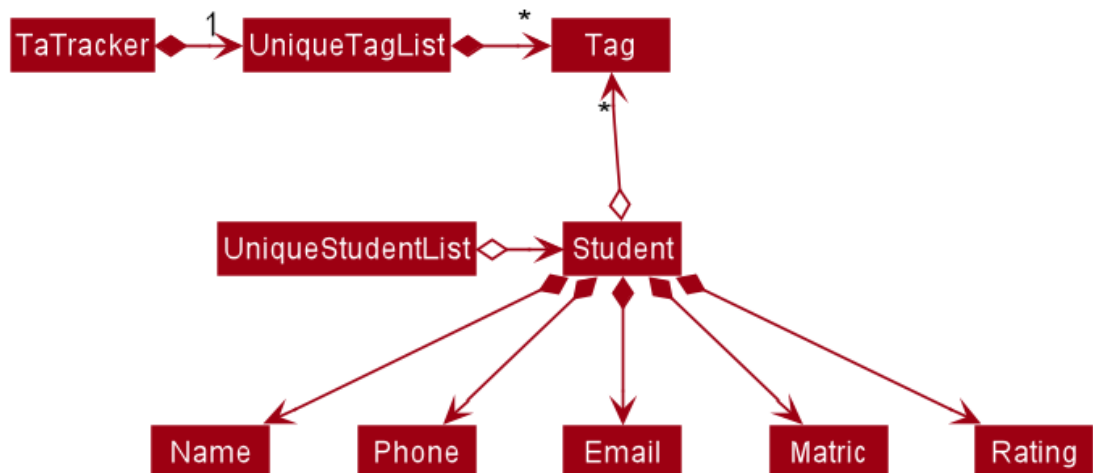 TaTracker
1
UniqueTagList
*
Tag
*
UniqueStudentList
Student
Name
Phone
Email
Matric
Rating